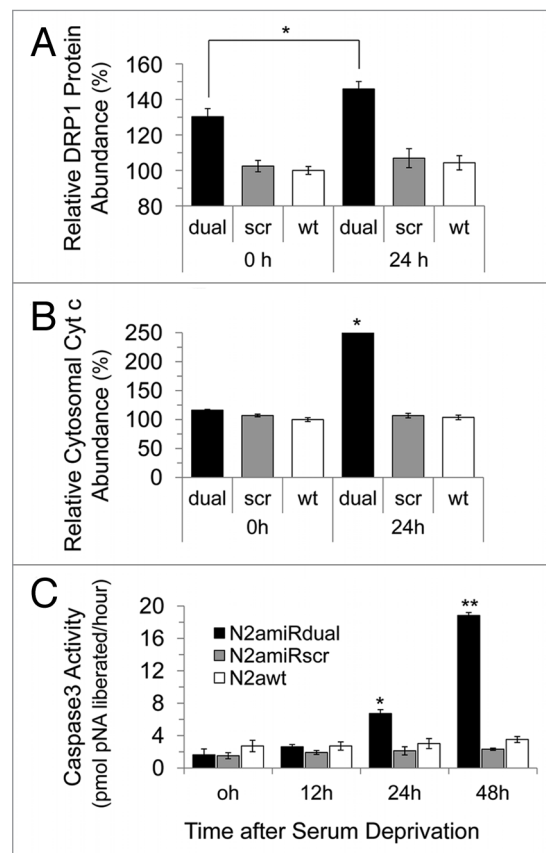 A
Relative DRP1 Protein
Abundance (%)
160
140
120
100
80
*
dual scr wt dual scr wt
0 h 24 h
B
Relative Cytosomal Cyt c
Abundance (%)
250
200
150
100
50
0
*
dual scr wt dual scr wt
0h 24h
C
Caspase3 Activity
(pmol pNA liberated/hour)
20
16
12
8
4
0
N2amiRdual
N2amiRscr
N2awt
*
**
oh 12h 24h 48h
Time after Serum Deprivation